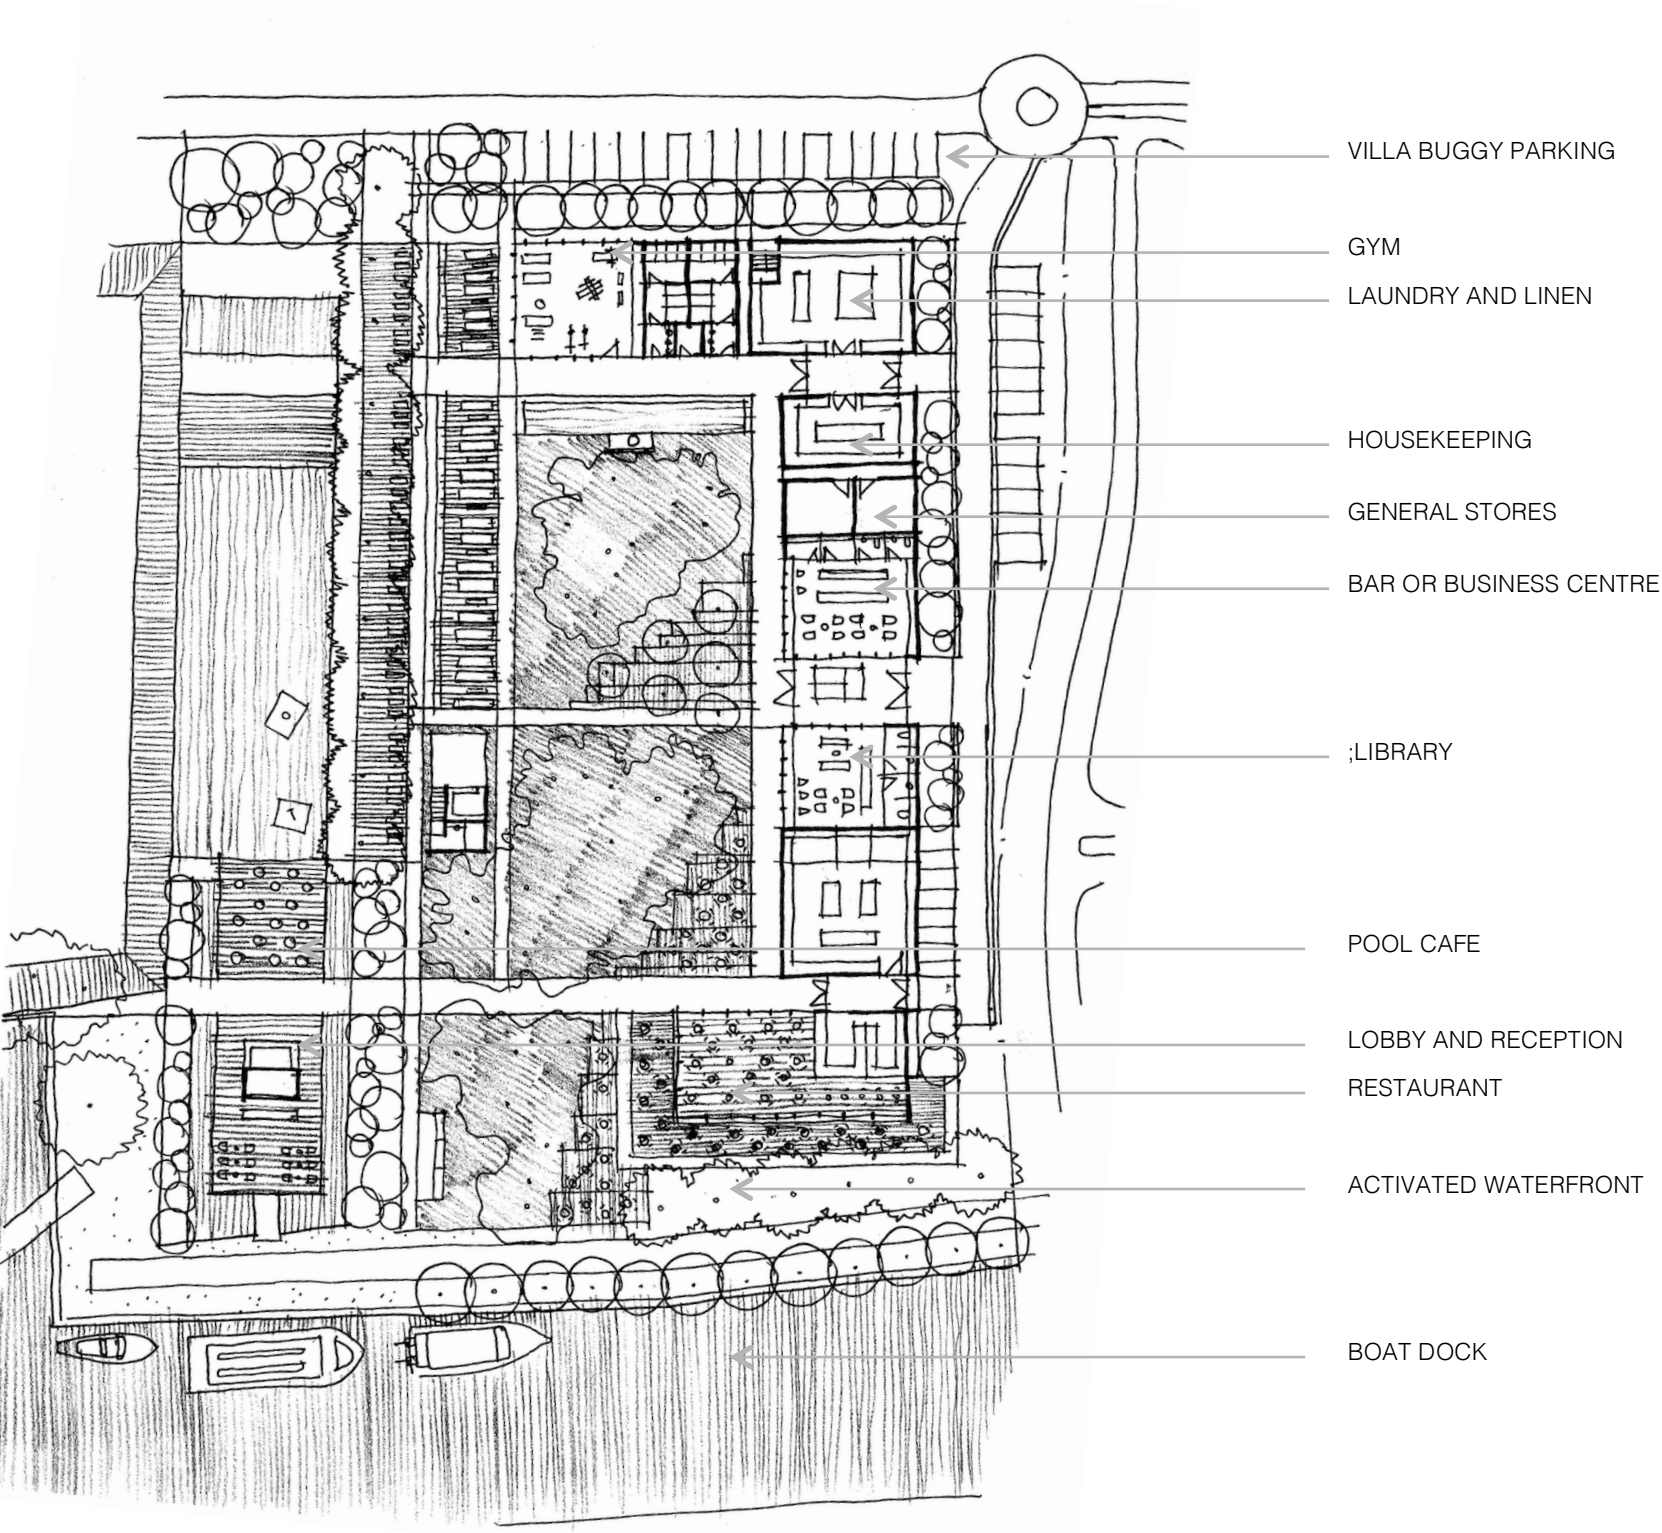 VILLA BUGGY PARKING
GYM
LAUNDRY AND LINEN
HOUSEKEEPING
GENERAL STORES
BAR OR BUSINESS CENTRE
;LIBRARY
POOL CAFE
LOBBY AND RECEPTION
RESTAURANT
ACTIVATED WATERFRONT
BOAT DOCK